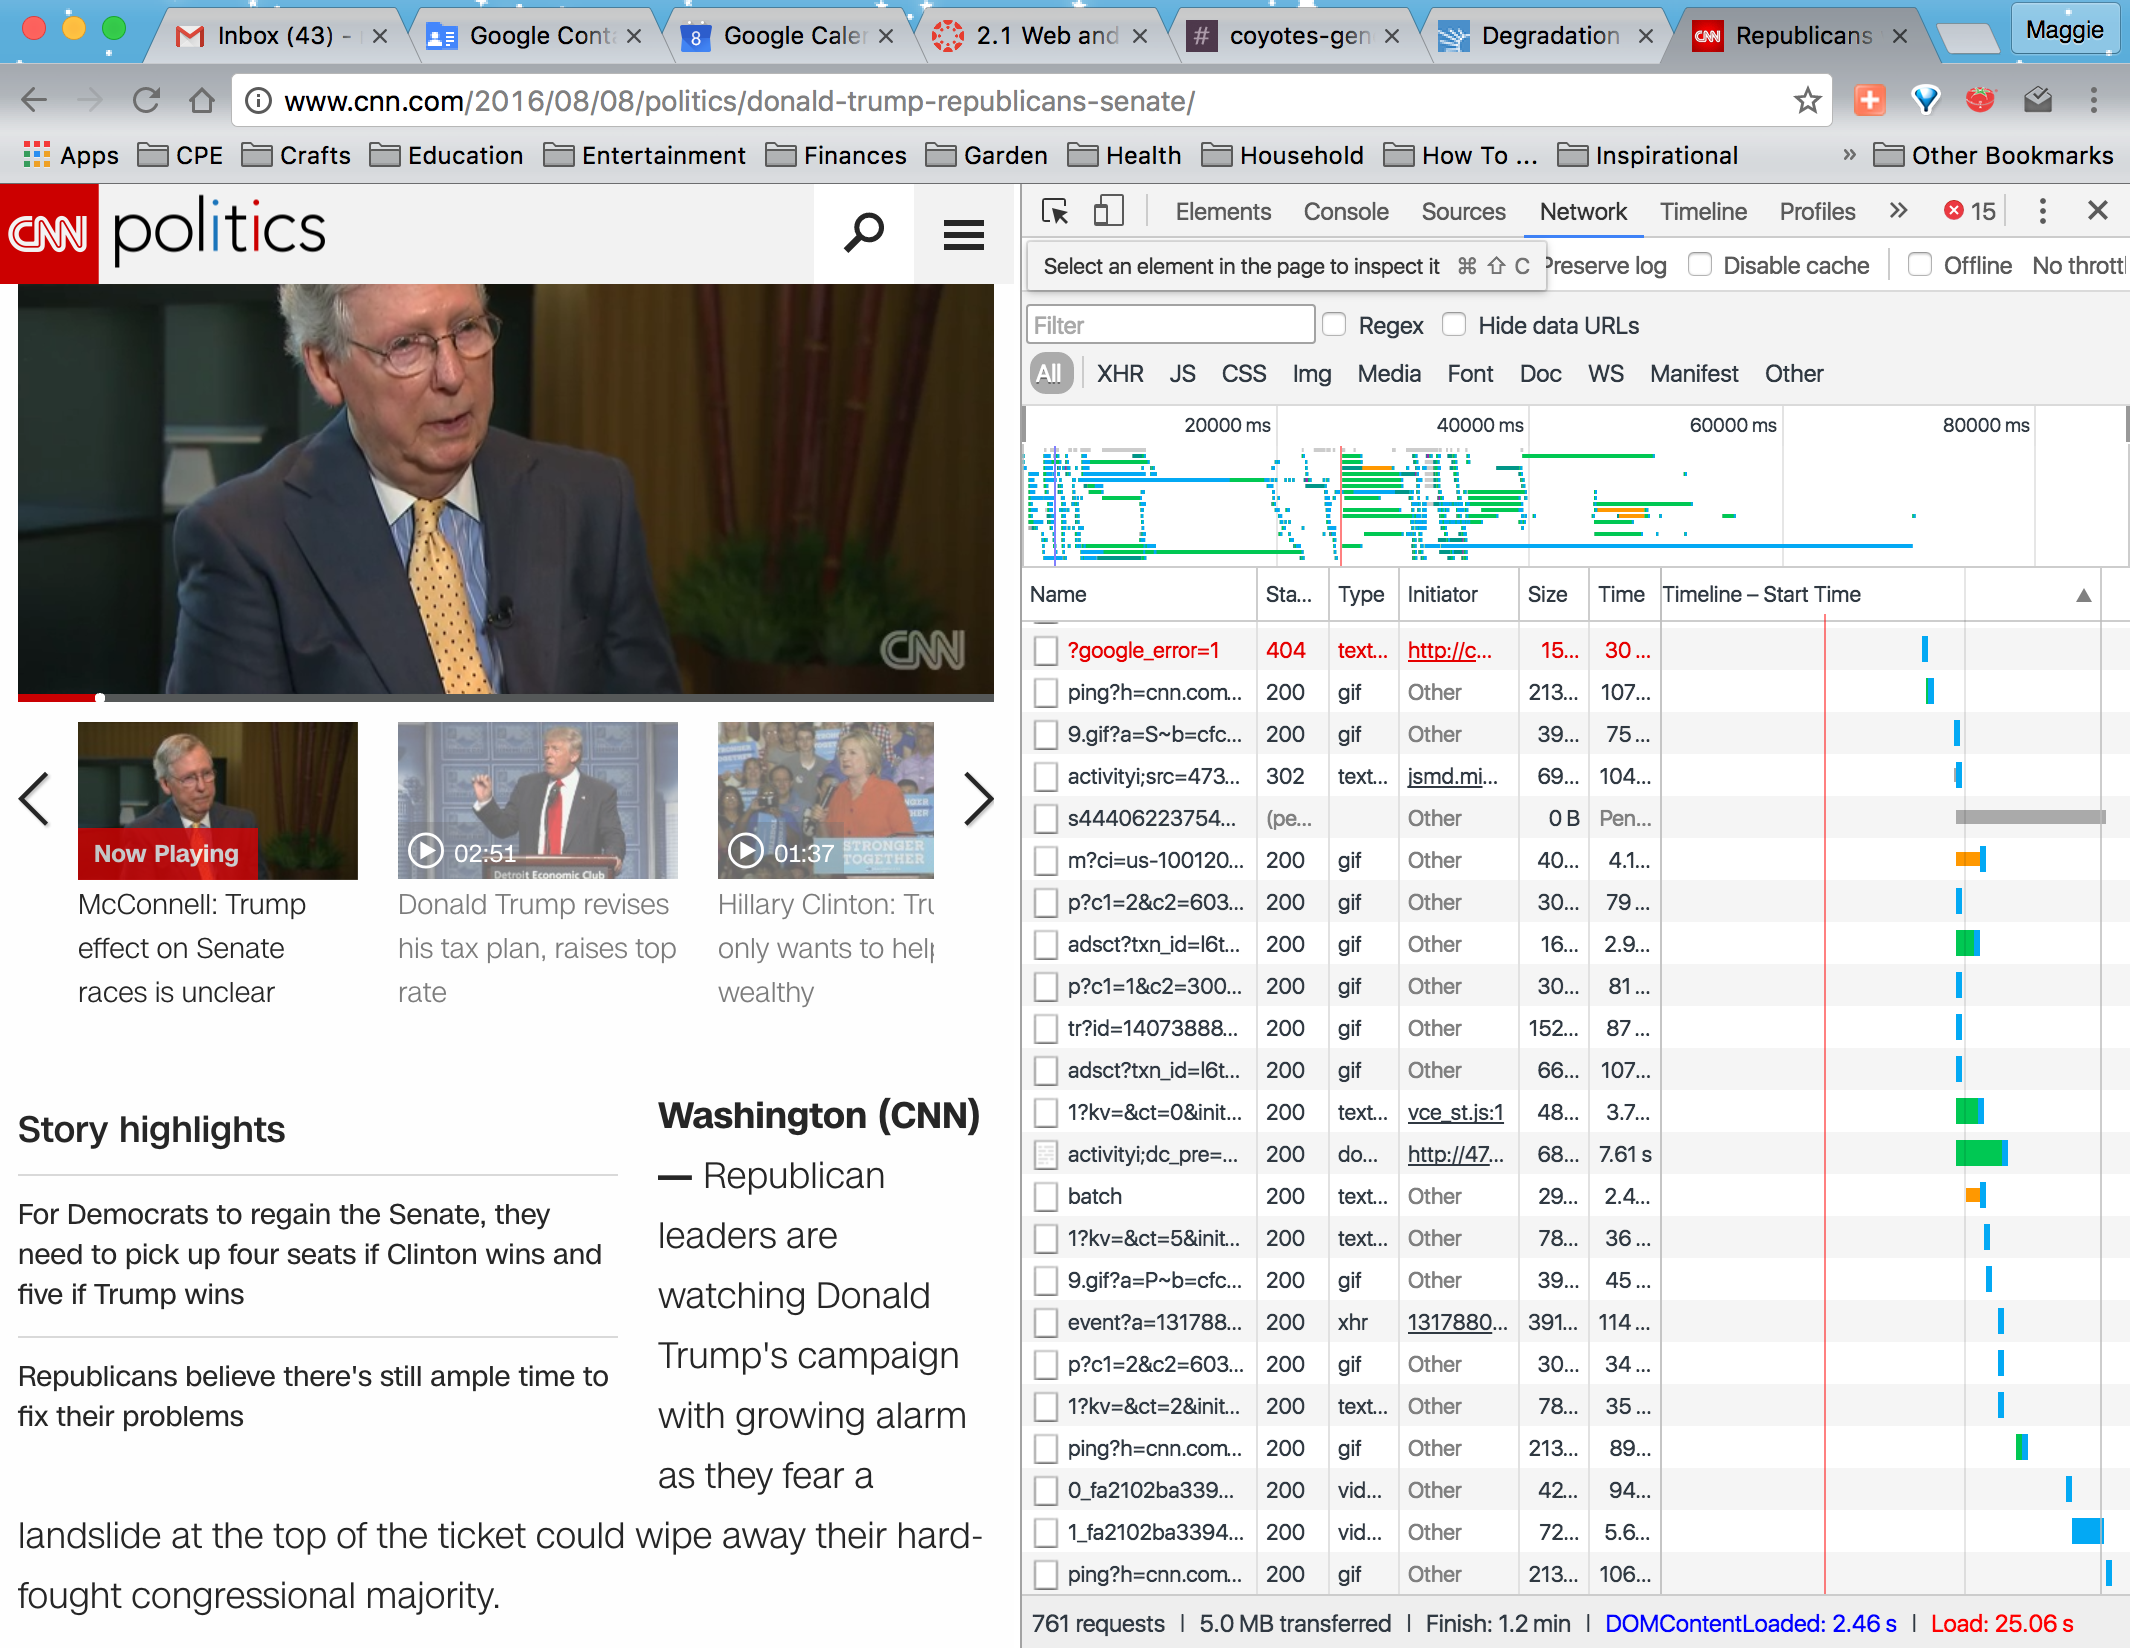 Inbox (43) -
Google Cont
Google Caler
2.1 Web and
coyotes-gen
Degradation
Republicans
Maggie
www.cnn.com/2016/08/08/politics/donald-trump-republicans-senate/
Apps CPE Crafts Education Entertainment Finances Garden Health Household How To ... Inspirational » Other Bookmarks
CNN politics
CNN
Now Playing
McConnell: Trump
effect on Senate
races is unclear
02:51
Detroit Economic Club
Donald Trump revises
his tax plan, raises top
rate
01:37
STRONGER
TOGETHER
Hillary Clinton: Tru
only wants to help
wealthy
Story highlights
For Democrats to regain the Senate, they
need to pick up four seats if Clinton wins and
five if Trump wins
Republicans believe there's still ample time to
fix their problems
Washington (CNN)
— Republican
leaders are
watching Donald
Trump's campaign
with growing alarm
as they fear a
landslide at the top of the ticket could wipe away their hard-
fought congressional majority.
Elements Console Sources Network Timeline Profiles » 15
Select an element in the page to inspect it ⌘ ⇧ C Preserve log Disable cache Offline No thrott
Filter Regex Hide data URLs
All XHR JS CSS Img Media Font Doc WS Manifest Other
20000 ms 40000 ms 60000 ms 80000 ms
Name Sta... Type Initiator Size Time Timeline – Start Time
?google_error=1 404 text... http://c... 15... 30 ...
ping?h=cnn.com... 200 gif Other 213... 107...
9.gif?a=S~b=cfc... 200 gif Other 39... 75 ...
activityi;src=473... 302 text... jsmd.mi... 69... 104...
s44406223754... (pe... Other 0 B Pen...
m?ci=us-100120... 200 gif Other 40... 4.1...
p?c1=2&c2=603... 200 gif Other 30... 79 ...
adsct?txn_id=l6t... 200 gif Other 16... 2.9...
p?c1=1&c2=300... 200 gif Other 30... 81 ...
tr?id=14073888... 200 gif Other 152... 87 ...
adsct?txn_id=l6t... 200 gif Other 66... 107...
1?kv=&ct=0&init... 200 text... vce_st.js:1 48... 3.7...
activityi;dc_pre=... 200 do... http://47... 68... 7.61 s
batch 200 text... Other 29... 2.4...
1?kv=&ct=5&init... 200 text... Other 78... 36 ...
9.gif?a=P~b=cfc... 200 gif Other 39... 45 ...
event?a=131788... 200 xhr 1317880... 391... 114 ...
p?c1=2&c2=603... 200 gif Other 30... 34 ...
1?kv=&ct=2&init... 200 text... Other 78... 35 ...
ping?h=cnn.com... 200 gif Other 213... 89...
0_fa2102ba339... 200 vid... Other 42... 94...
1_fa2102ba3394... 200 vid... Other 72... 5.6...
ping?h=cnn.com... 200 gif Other 213... 106...
761 requests | 5.0 MB transferred | Finish: 1.2 min | DOMContentLoaded: 2.46 s | Load: 25.06 s